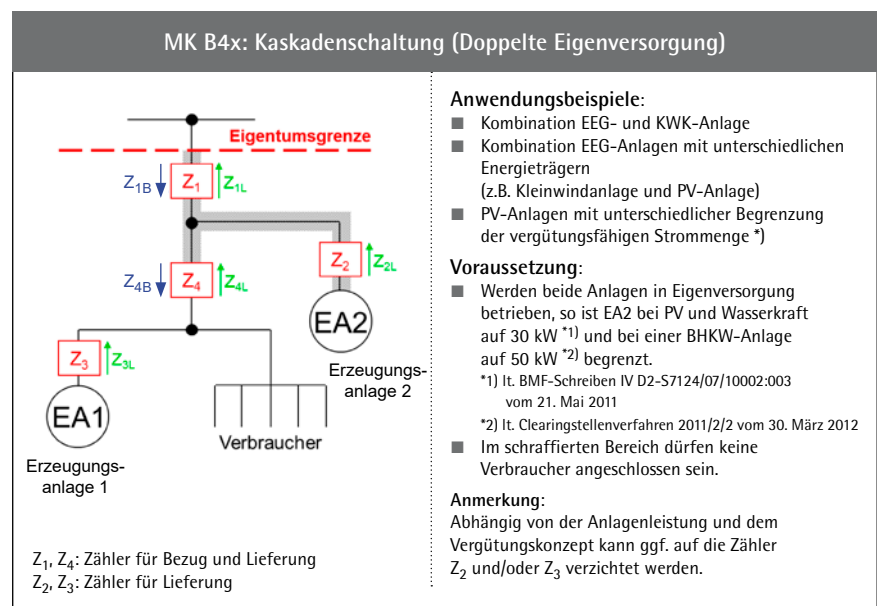 MK B4x: Kaskadenschaltung (Doppelte Eigenversorgung)
Eigentumsgrenze
Z1B
Z1
Z1L
Z4B
Z4
Z4L
Z2
Z2L
EA2
Erzeugungs-
anlage 2
Z3
Z3L
EA1
Erzeugungs-
anlage 1
Verbraucher
Z1, Z4: Zähler für Bezug und Lieferung
Z2, Z3: Zähler für Lieferung
Anwendungsbeispiele:
■ Kombination EEG- und KWK-Anlage
■ Kombination EEG-Anlagen mit unterschiedlichen
Energieträgern
(z.B. Kleinwindanlage und PV-Anlage)
■ PV-Anlagen mit unterschiedlicher Begrenzung
der vergütungsfähigen Strommenge *)
Voraussetzung:
■ Werden beide Anlagen in Eigenversorgung
betrieben, so ist EA2 bei PV und Wasserkraft
auf 30 kW *1) und bei einer BHKW-Anlage
auf 50 kW *2) begrenzt.
*1) lt. BMF-Schreiben IV D2-S7124/07/10002:003
vom 21. Mai 2011
*2) lt. Clearingstellenverfahren 2011/2/2 vom 30. März 2012
■ Im schraffierten Bereich dürfen keine
Verbraucher angeschlossen sein.
Anmerkung:
Abhängig von der Anlagenleistung und dem
Vergütungskonzept kann ggf. auf die Zähler
Z2 und/oder Z3 verzichtet werden.